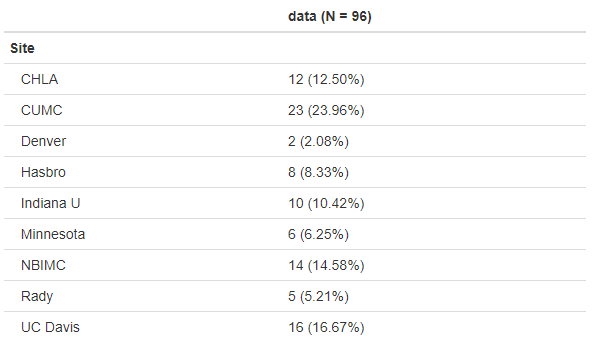 data (N = 96)
Site
CHLA 12 (12.50%)
CUMC 23 (23.96%)
Denver 2 (2.08%)
Hasbro 8 (8.33%)
Indiana U 10 (10.42%)
Minnesota 6 (6.25%)
NBIMC 14 (14.58%)
Rady 5 (5.21%)
UC Davis 16 (16.67%)